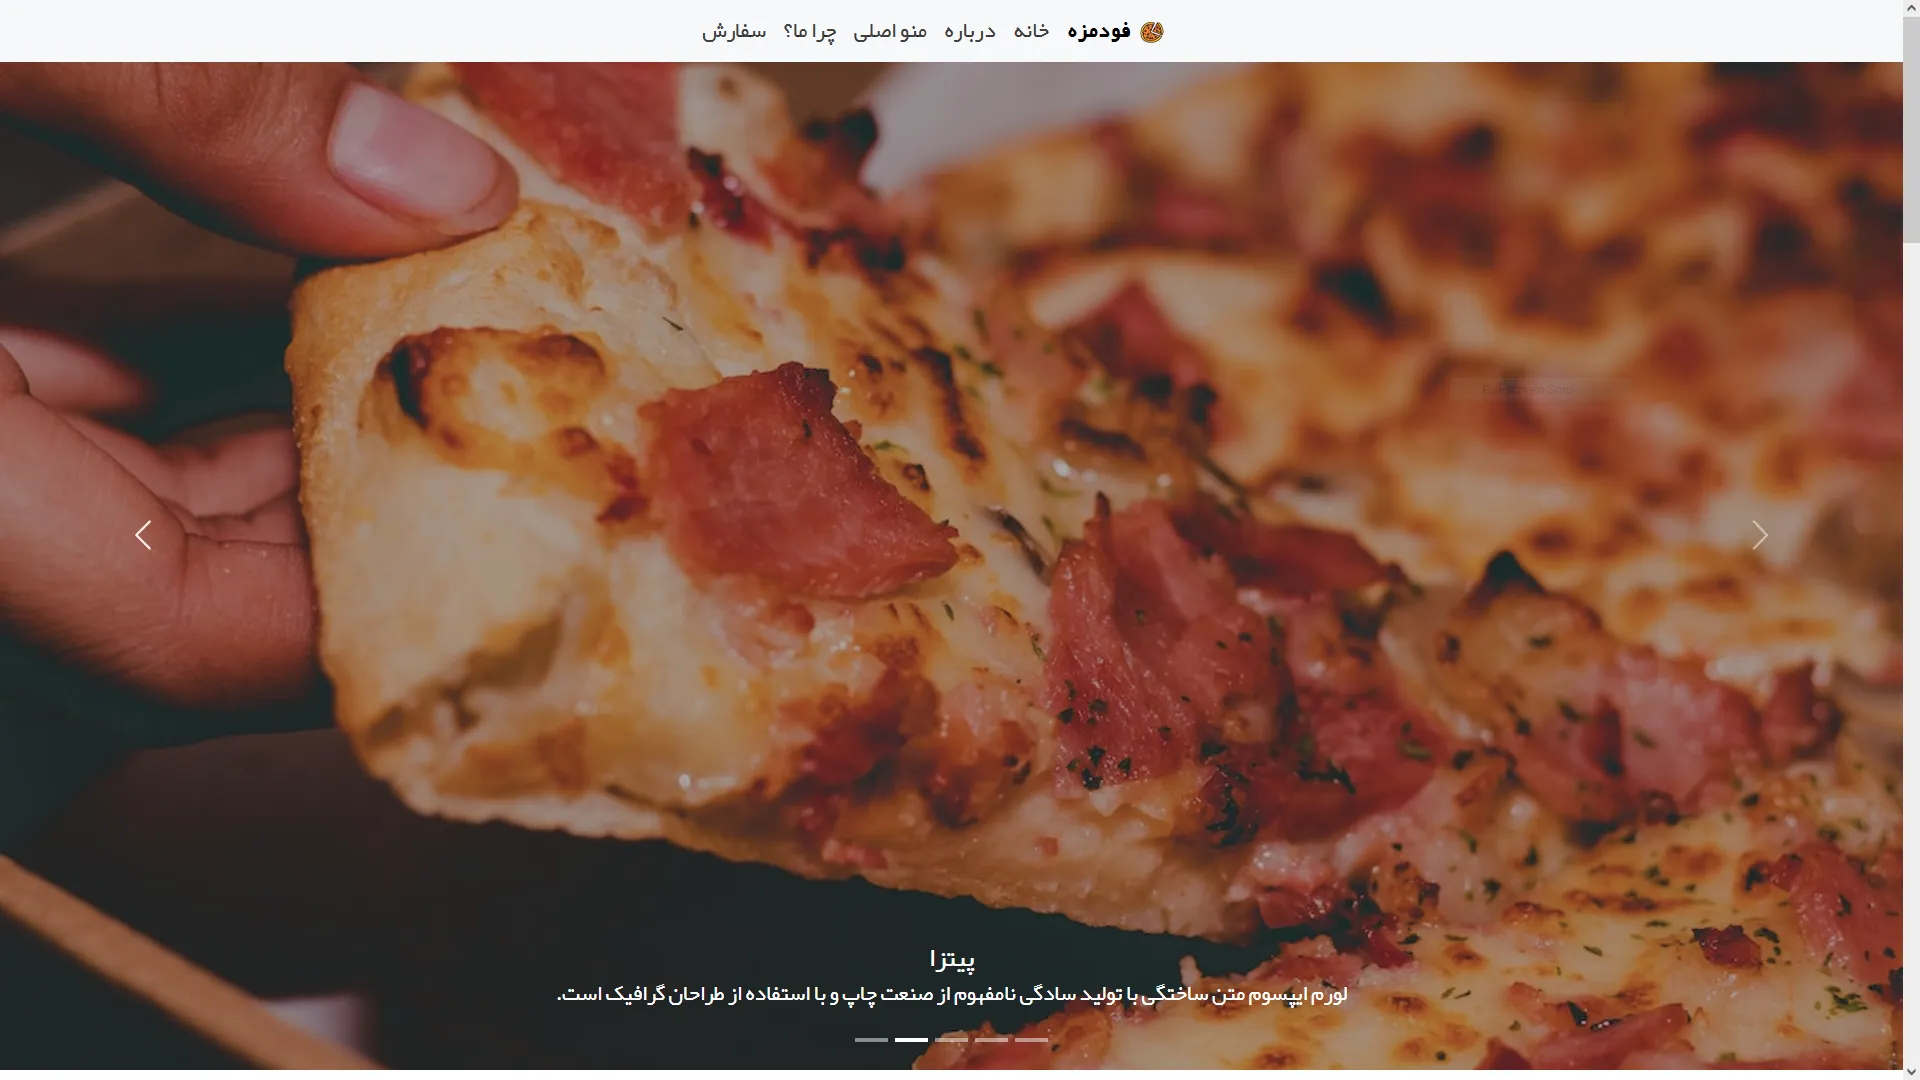 فودمزه خانه درباره منو اصلی چرا ما؟ سفارش
پیتزا
لورم ایپسوم متن ساختگی با تولید سادگی نامفهوم از صنعت چاپ و با استفاده از طراحان گرافیک است.